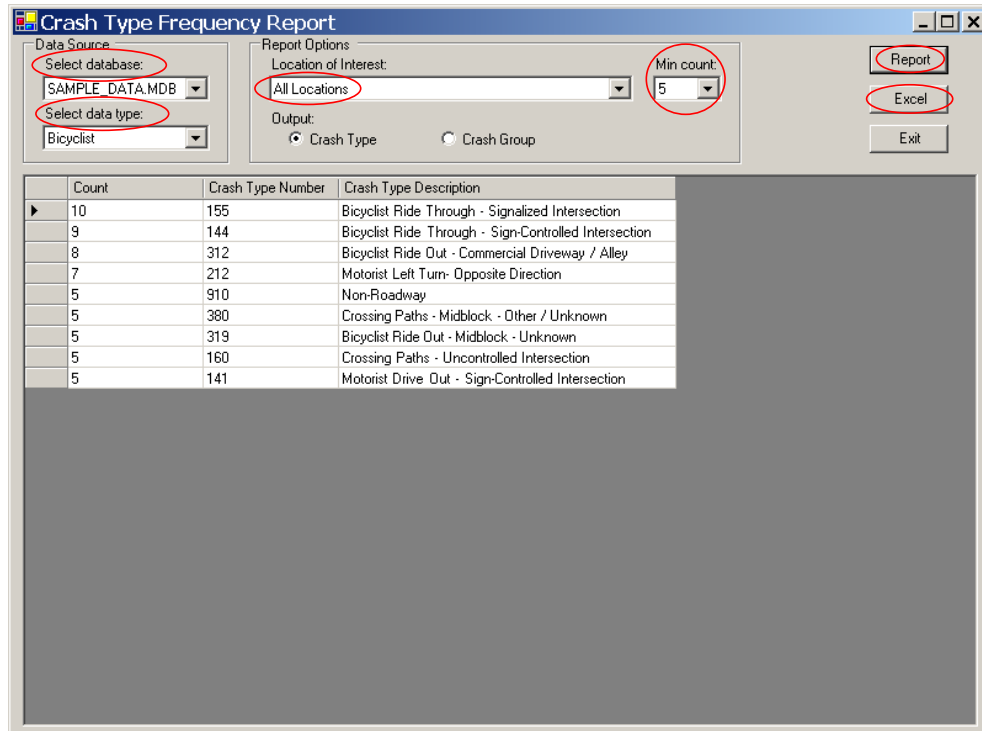 Crash Type Frequency Report
Data Source
Select database:
SAMPLE_DATA.MDB
Select data type:
Bicyclist
Report Options
Location of Interest:
All Locations
Min count:
5
Output:
Crash Type
Crash Group
Report
Excel
Exit
Count Crash Type Number Crash Type Description
10 155 Bicyclist Ride Through - Signalized Intersection
9 144 Bicyclist Ride Through - Sign-Controlled Intersection
8 312 Bicyclist Ride Out - Commercial Driveway / Alley
7 212 Motorist Left Turn- Opposite Direction
5 910 Non-Roadway
5 380 Crossing Paths - Midblock - Other / Unknown
5 319 Bicyclist Ride Out - Midblock - Unknown
5 160 Crossing Paths - Uncontrolled Intersection
5 141 Motorist Drive Out - Sign-Controlled Intersection